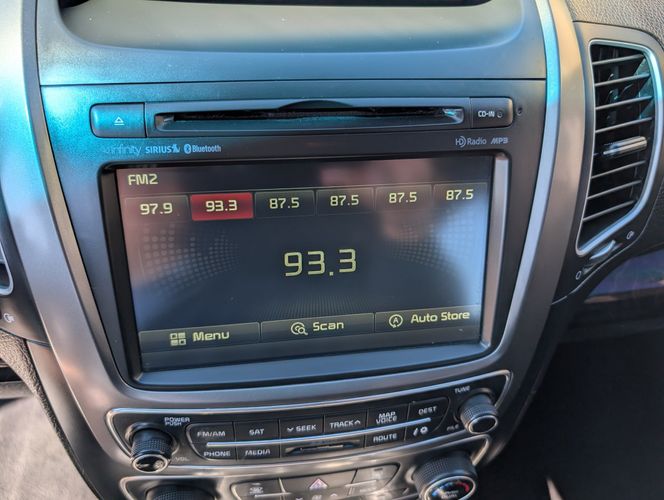 CD-IN
infinity SIRIUS Bluetooth HD Radio MP3
FM2
97.9 93.3 87.5 87.5 87.5 87.5
93.3
Menu Scan Auto Store
POWER PUSH FM/AM SAT SEEK TRACK MAP VOICE DEST TUNE
VOL PHONE MEDIA ROUTE FILE